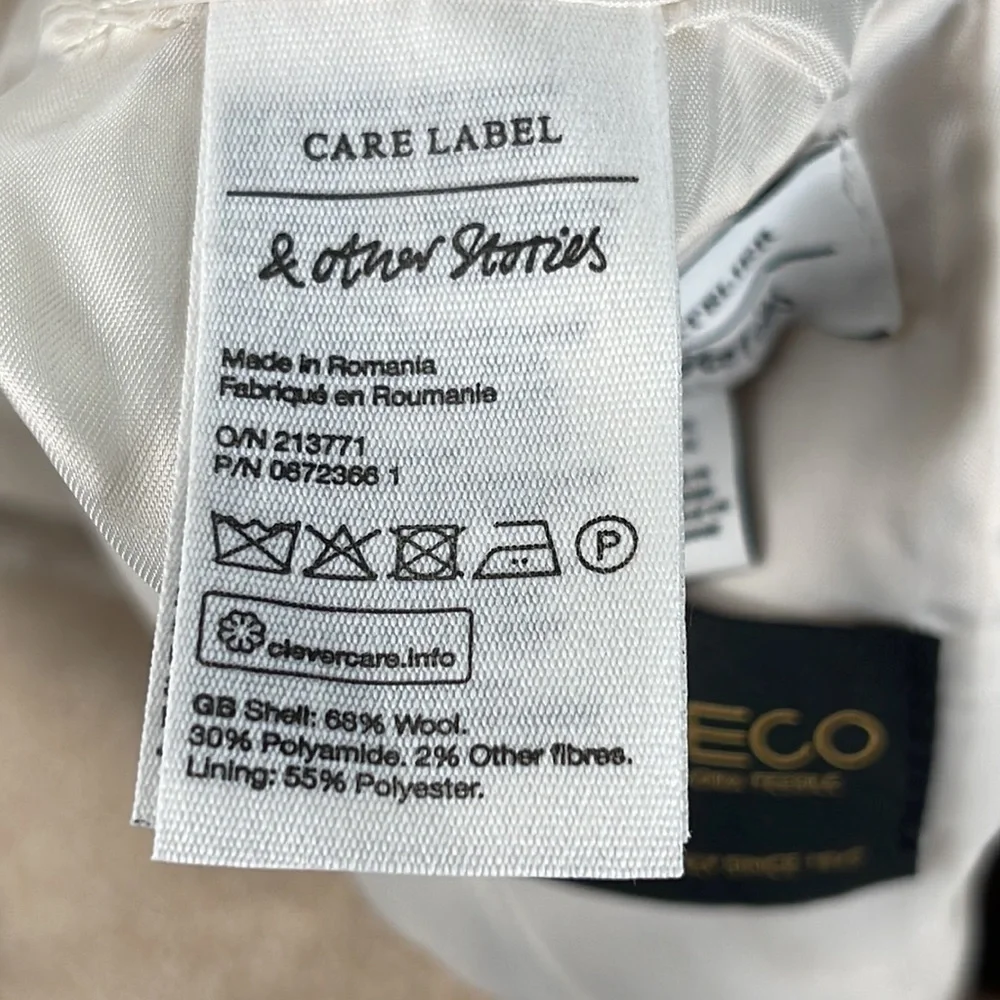 CARE LABEL
& other Stories
Made in Romania
Fabriqué en Roumanie
O/N 213771
P/N 0672366 1
P
clevercare.info
GB Shell: 68% Wool.
30% Polyamide. 2% Other fibres.
Lining: 55% Polyester.
ECO